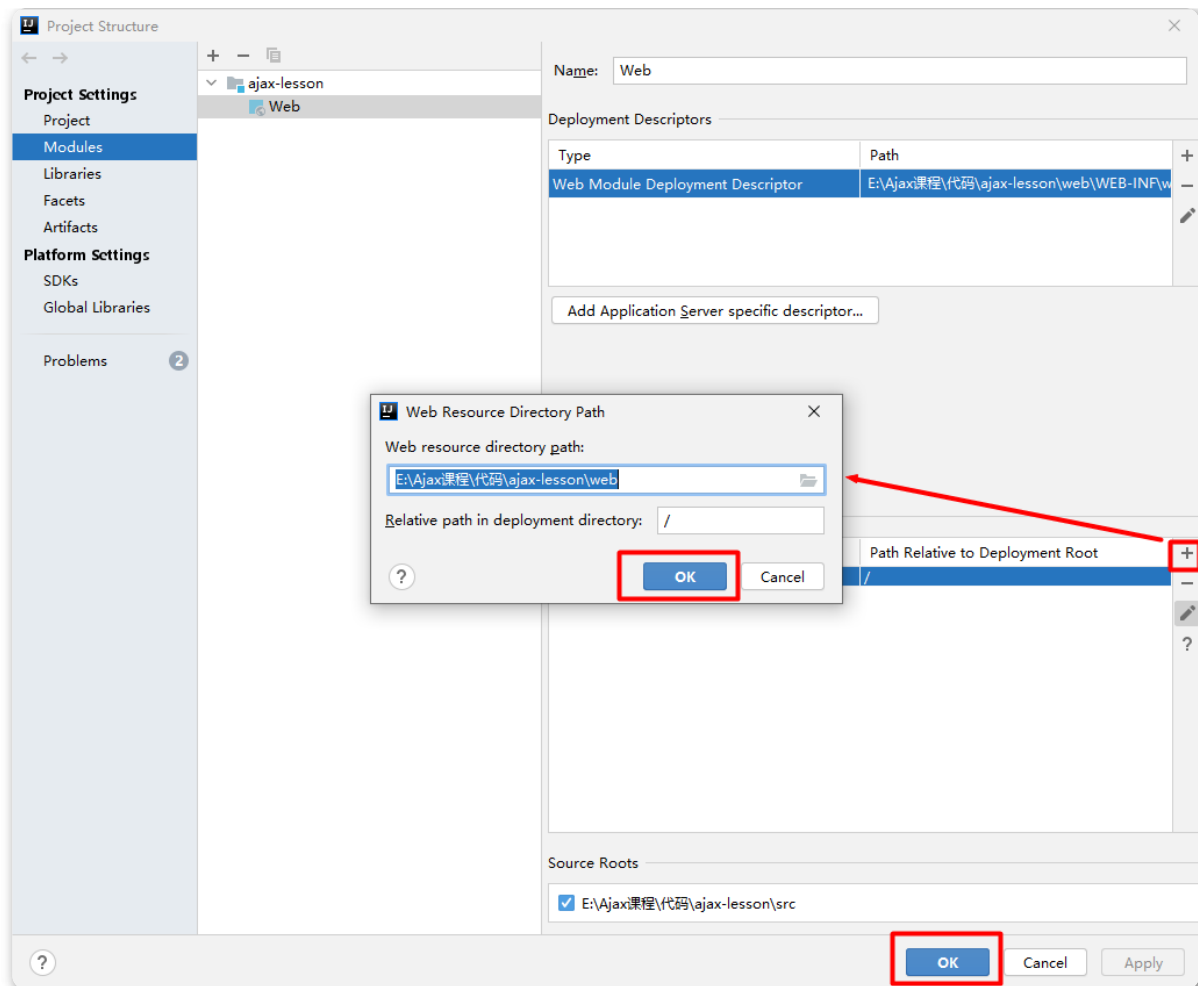 Project Structure
Project Settings
Project
Modules
Libraries
Facets
Artifacts
Platform Settings
SDKs
Global Libraries
Problems
2
ajax-lesson
Web
Name: Web
Deployment Descriptors
Type Path
Web Module Deployment Descriptor E:\Ajax课程\代码\ajax-lesson\web\WEB-INF\w
Add Application Server specific descriptor...
Web Resource Directory Path
Web resource directory path:
E:\Ajax课程\代码\ajax-lesson\web
Relative path in deployment directory: /
? OK Cancel
Path Relative to Deployment Root
/
?
Source Roots
E:\Ajax课程\代码\ajax-lesson\src
? OK Cancel Apply